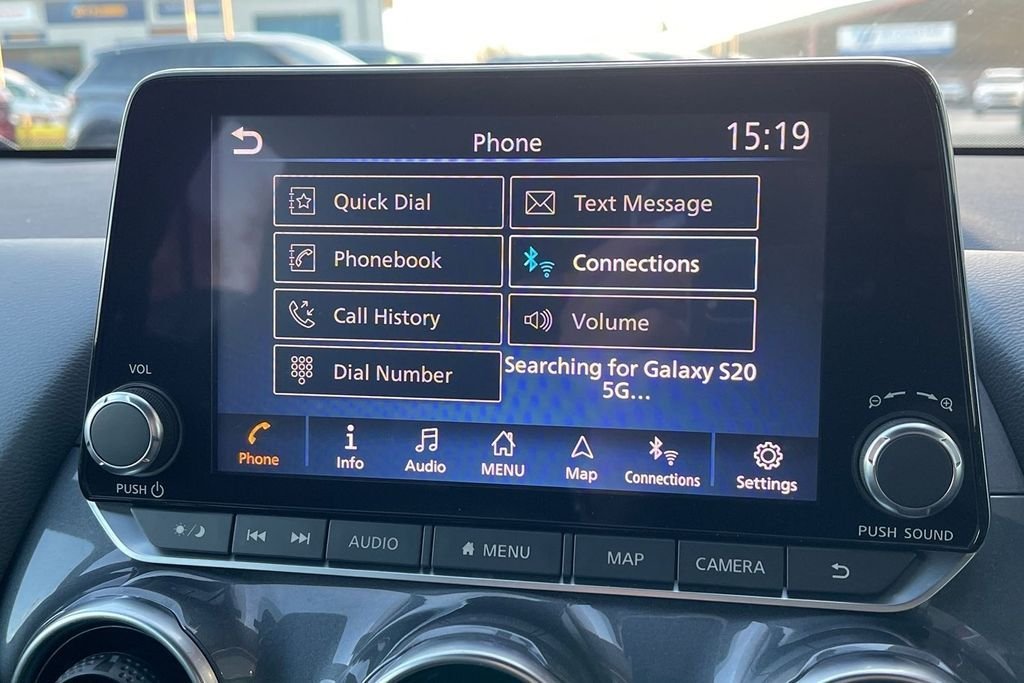 Phone
15:19
Quick Dial
Text Message
Phonebook
Connections
Call History
Volume
Dial Number
Searching for Galaxy S20
5G...
Phone
Info
Audio
MENU
Map
Connections
Settings
VOL
PUSH
PUSH SOUND
AUDIO
MENU
MAP
CAMERA